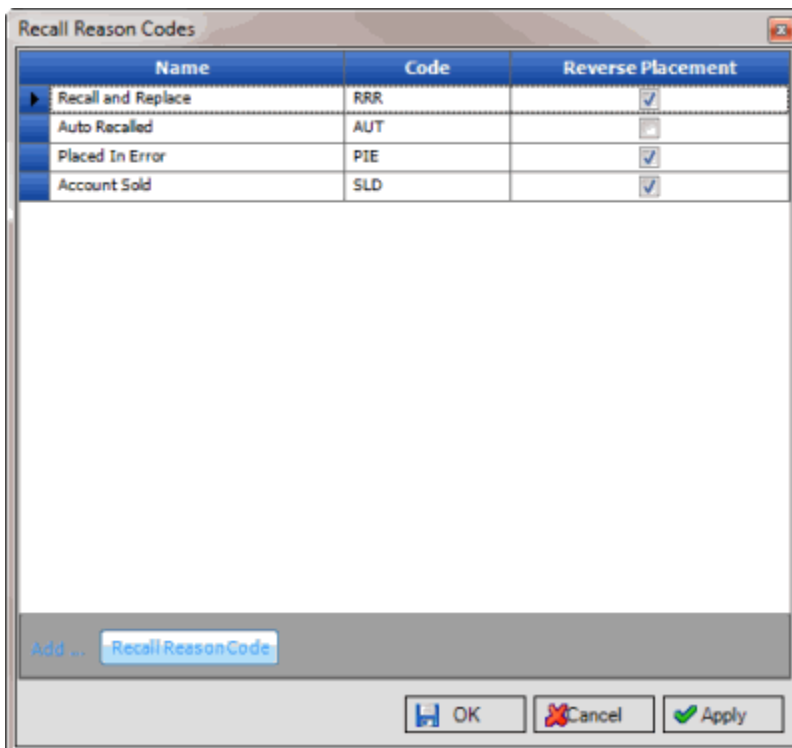 Recall Reason Codes
Name Code Reverse Placement
Recall and Replace RRR
Auto Recalled AUT
Placed In Error PIE
Account Sold SLD
Add ... Recall Reason Code
OK Cancel Apply